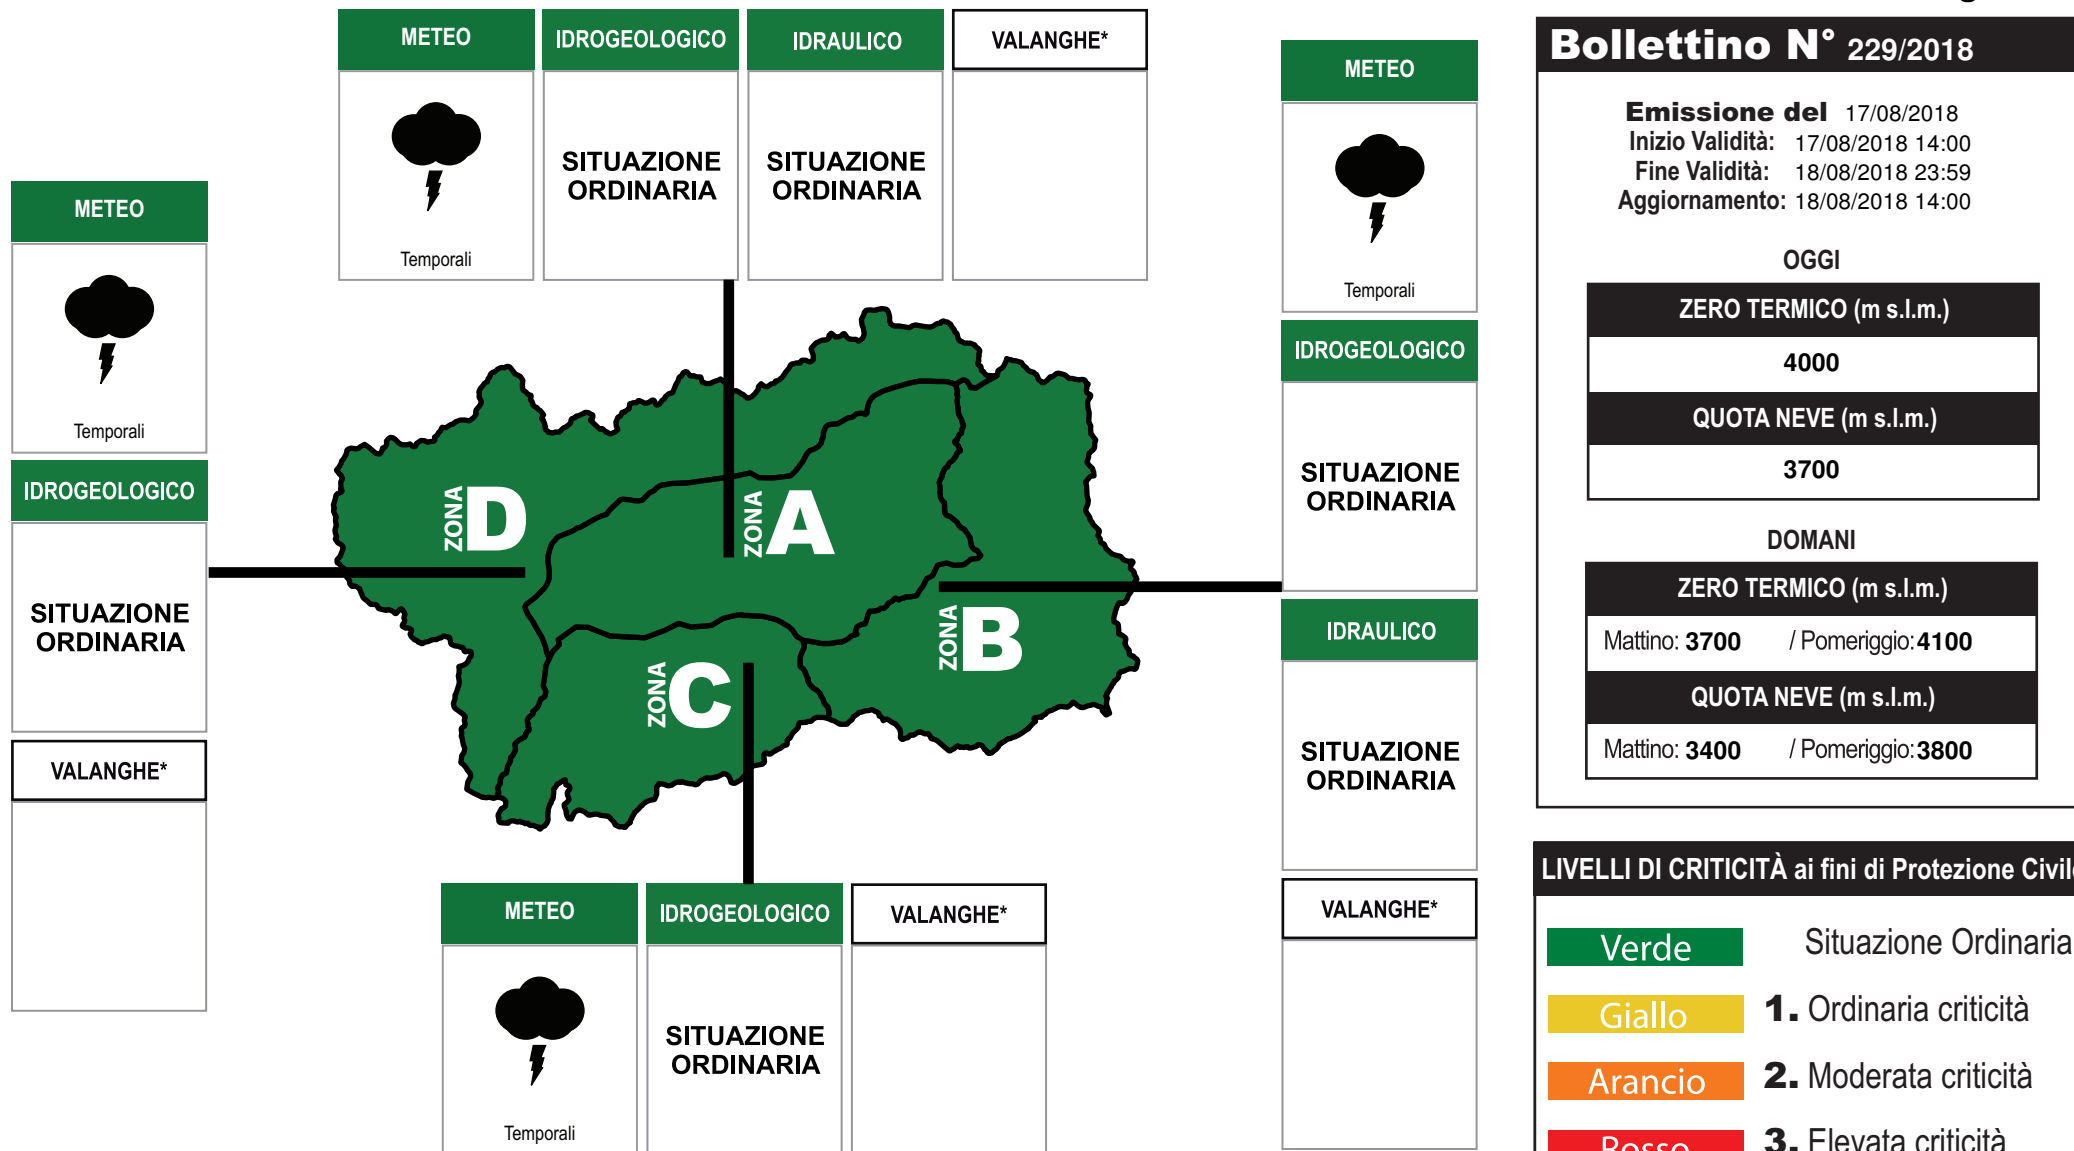 METEO
IDROGEOLOGICO
IDRAULICO
VALANGHE*
Temporali
SITUAZIONE
ORDINARIA
SITUAZIONE
ORDINARIA
METEO
Temporali
IDROGEOLOGICO
SITUAZIONE
ORDINARIA
VALANGHE*
ZONA D
ZONA A
ZONA B
ZONA C
METEO
Temporali
IDROGEOLOGICO
SITUAZIONE
ORDINARIA
IDRAULICO
SITUAZIONE
ORDINARIA
VALANGHE*
METEO
IDROGEOLOGICO
VALANGHE*
Temporali
SITUAZIONE
ORDINARIA
Bollettino N° 229/2018
Emissione del 17/08/2018
Inizio Validità: 17/08/2018 14:00
Fine Validità: 18/08/2018 23:59
Aggiornamento: 18/08/2018 14:00
OGGI
ZERO TERMICO (m s.l.m.)
4000
QUOTA NEVE (m s.l.m.)
3700
DOMANI
ZERO TERMICO (m s.l.m.)
Mattino: 3700 / Pomeriggio: 4100
QUOTA NEVE (m s.l.m.)
Mattino: 3400 / Pomeriggio: 3800
LIVELLI DI CRITICITÀ ai fini di Protezione Civile
Verde Situazione Ordinaria
Giallo 1. Ordinaria criticità
Arancio 2. Moderata criticità
Rosso 3. Elevata criticità